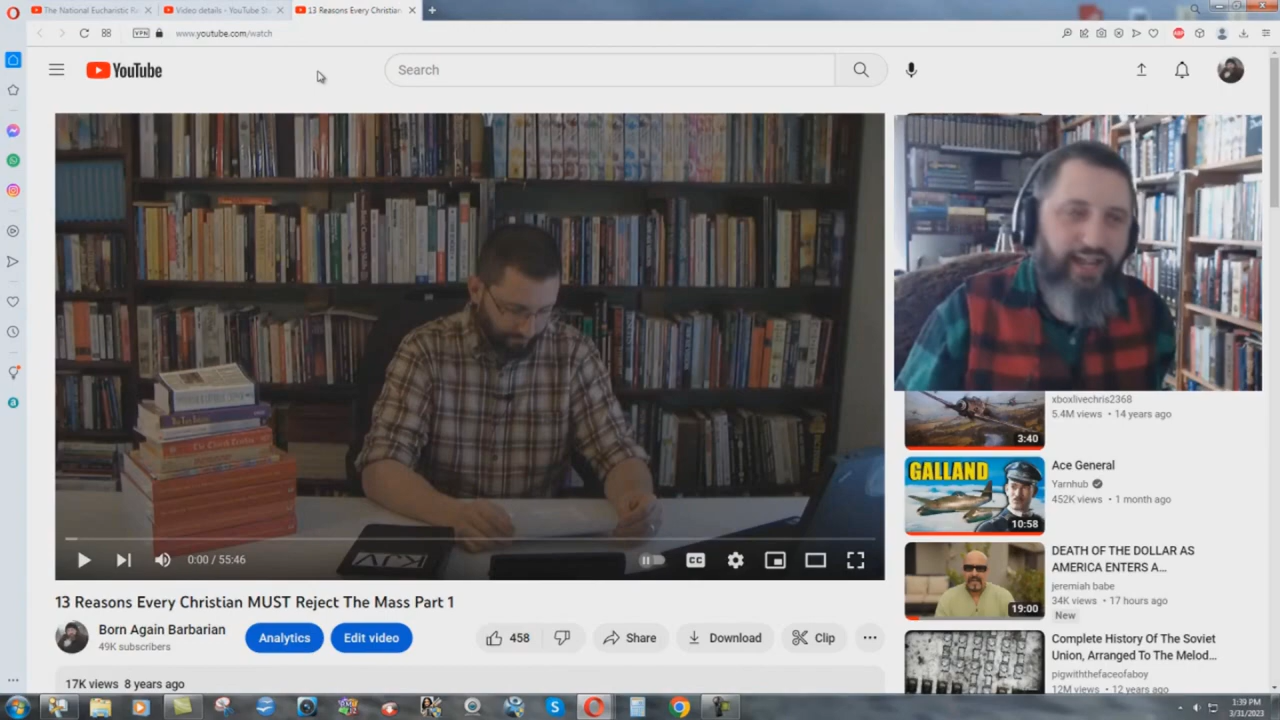 The National Eucharistic Re
Video details - YouTube St
13 Reasons Every Christian
VPN
www.youtube.com/watch
ABP
YouTube
Search
KJV
0:00 / 55:46
CC
13 Reasons Every Christian MUST Reject The Mass Part 1
Born Again Barbarian
49K subscribers
Analytics
Edit video
458
Share
Download
Clip
17K views 8 years ago
xboxlivechris2368
5.4M views • 14 years ago
3:40
GALLAND
10:58
Ace General
Yarnhub
452K views • 1 month ago
19:00
DEATH OF THE DOLLAR AS
AMERICA ENTERS A...
jeremiah babe
34K views • 17 hours ago
New
Complete History Of The Soviet
Union, Arranged To The Melod...
pigwiththefaceofaboy
12M views • 12 years ago
1:39 PM
3/31/2023